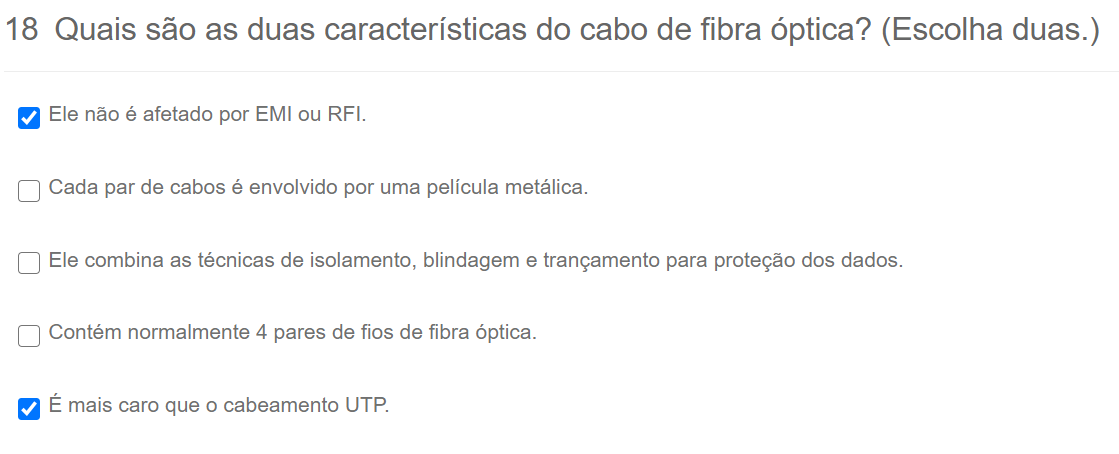 18 Quais são as duas características do cabo de fibra óptica? (Escolha duas.)
Ele não é afetado por EMI ou RFI.
Cada par de cabos é envolvido por uma película metálica.
Ele combina as técnicas de isolamento, blindagem e trançamento para proteção dos dados.
Contém normalmente 4 pares de fios de fibra óptica.
É mais caro que o cabeamento UTP.